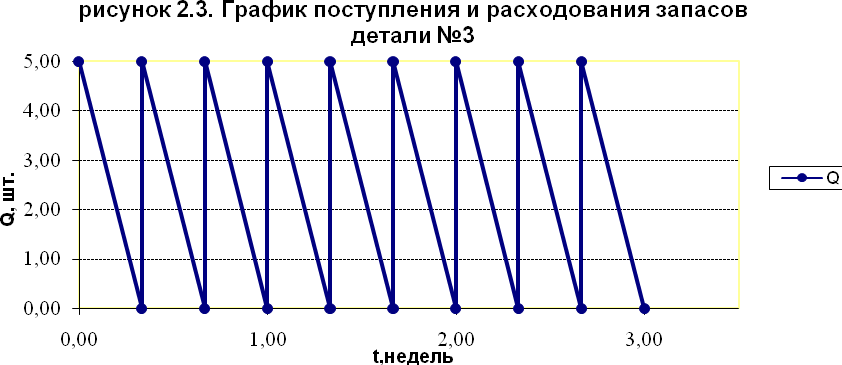 рисунок 2.3. График поступления и расходования запасов
детали №3
5,00
4,00
3,00
2,00
1,00
0,00
Q, шт.
0,00 1,00 2,00 3,00
t,недель
Q